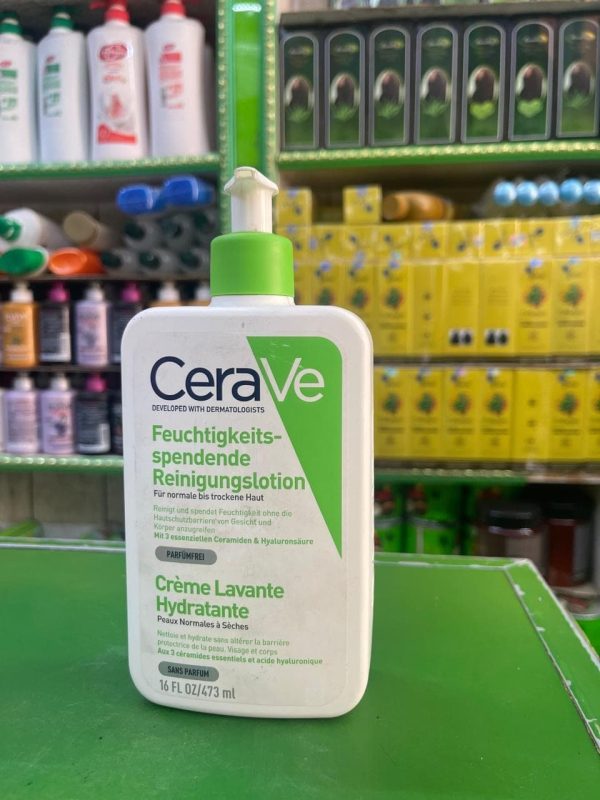 CeraVe
DEVELOPED WITH DERMATOLOGISTS
Feuchtigkeits-
spendende
Reinigungslotion
Für normale bis trockene Haut
Reinigt und spendet Feuchtigkeit ohne die
Hautschutzbarriere von Gesicht und
Körper anzugreifen
Mit 3 essenziellen Ceramiden & Hyaluronsäure
PARFÜMFREI
Crème Lavante
Hydratante
Peaux Normales à Sèches
Nettoie et hydrate sans altérer la barrière
protectrice de la peau. Visage et corps
Aux 3 céramides essentiels et acide hyaluronique
SANS PARFUM
16 FL OZ/473 ml